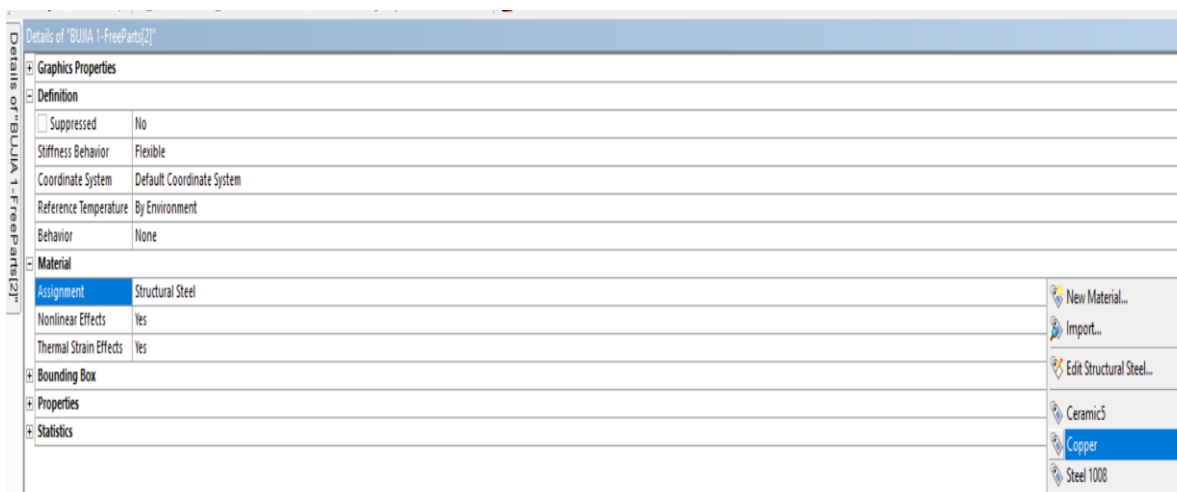 Details of "BUJIA 1-FreeParts[2]"
Details of "BUJIA 1-FreeParts[2]"
Graphics Properties
Definition
Suppressed No
Stiffness Behavior Flexible
Coordinate System Default Coordinate System
Reference Temperature By Environment
Behavior None
Material
Assignment Structural Steel
Nonlinear Effects Yes
Thermal Strain Effects Yes
Bounding Box
Properties
Statistics
New Material...
Import...
Edit Structural Steel...
Ceramic5
Copper
Steel 1008